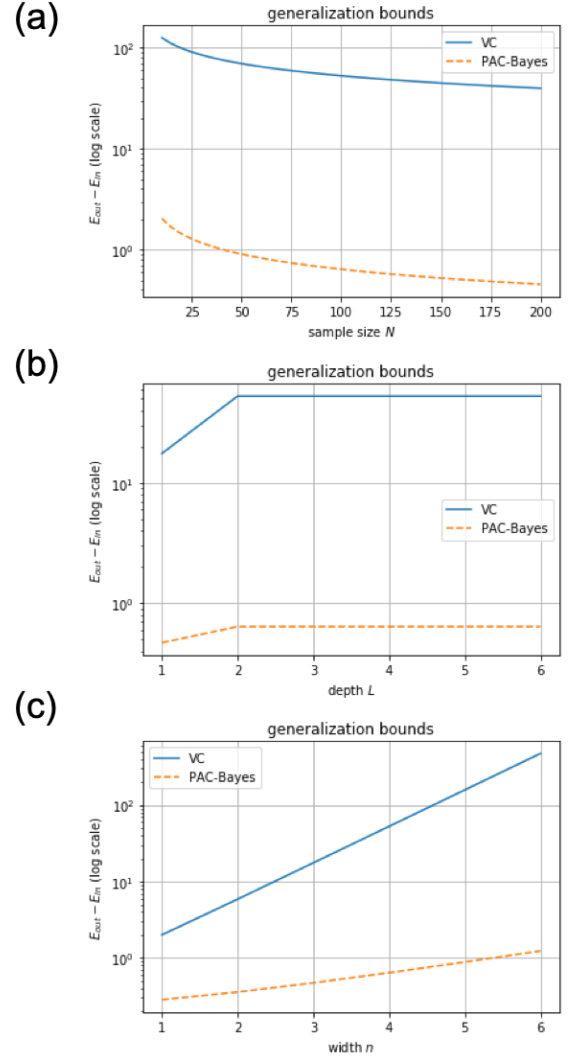 (a)
generalization bounds
VC
PAC-Bayes
10²
10¹
10⁰
E_out − E_in (log scale)
25 50 75 100 125 150 175 200
sample size N
(b)
generalization bounds
VC
PAC-Bayes
10¹
10⁰
E_out − E_in (log scale)
1 2 3 4 5 6
depth L
(c)
generalization bounds
VC
PAC-Bayes
10²
10¹
10⁰
E_out − E_in (log scale)
1 2 3 4 5 6
width n